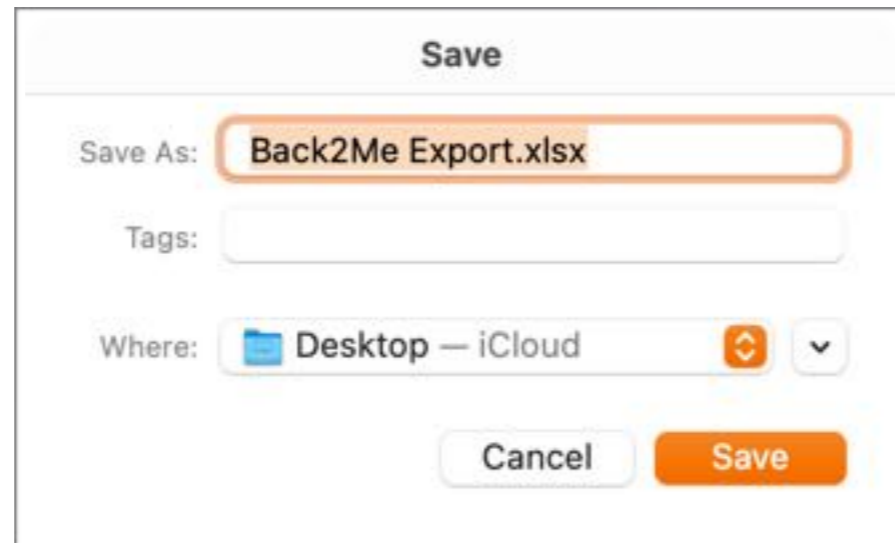 Save
Save As: Back2Me Export.xlsx
Tags:
Where: Desktop — iCloud
Cancel Save